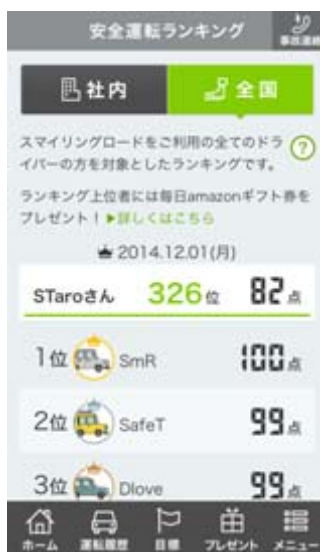 安全運転ランキング
事故連絡
社内
全国
スマイリングロードをご利用の全てのドラ
イバーの方を対象としたランキングです。
?
ランキング上位者には毎日amazonギフト券を
プレゼント！▶詳しくはこちら
2014.12.01(月)
STaroさん 326位 82点
1位 SmR 100点
2位 SafeT 99点
3位 Dlove 99点
ホーム 運転履歴 目標 プレゼント メニュー